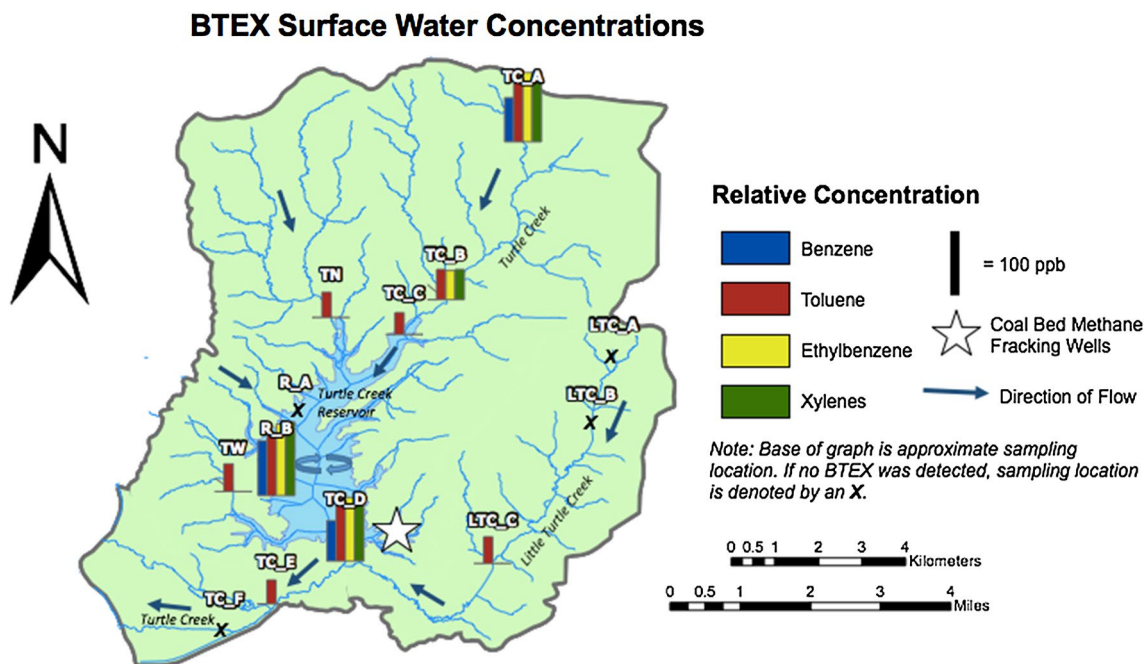 BTEX Surface Water Concentrations
N
TC_A
Turtle Creek
TC_B
TN
TC_C
LTC_A
R_A
Turtle Creek
Reservoir
LTC_B
R_B
TW
TC_D
LTC_C
Little Turtle Creek
TC_E
TC_F
Turtle Creek
X
X
X
X
Relative Concentration
Benzene
Toluene
Ethylbenzene
Xylenes
= 100 ppb
Coal Bed Methane
Fracking Wells
Direction of Flow
Note: Base of graph is approximate sampling
location. If no BTEX was detected, sampling location
is denoted by an X.
0 0.5 1 2 3 4
Kilometers
0 0.5 1 2 3 4
Miles